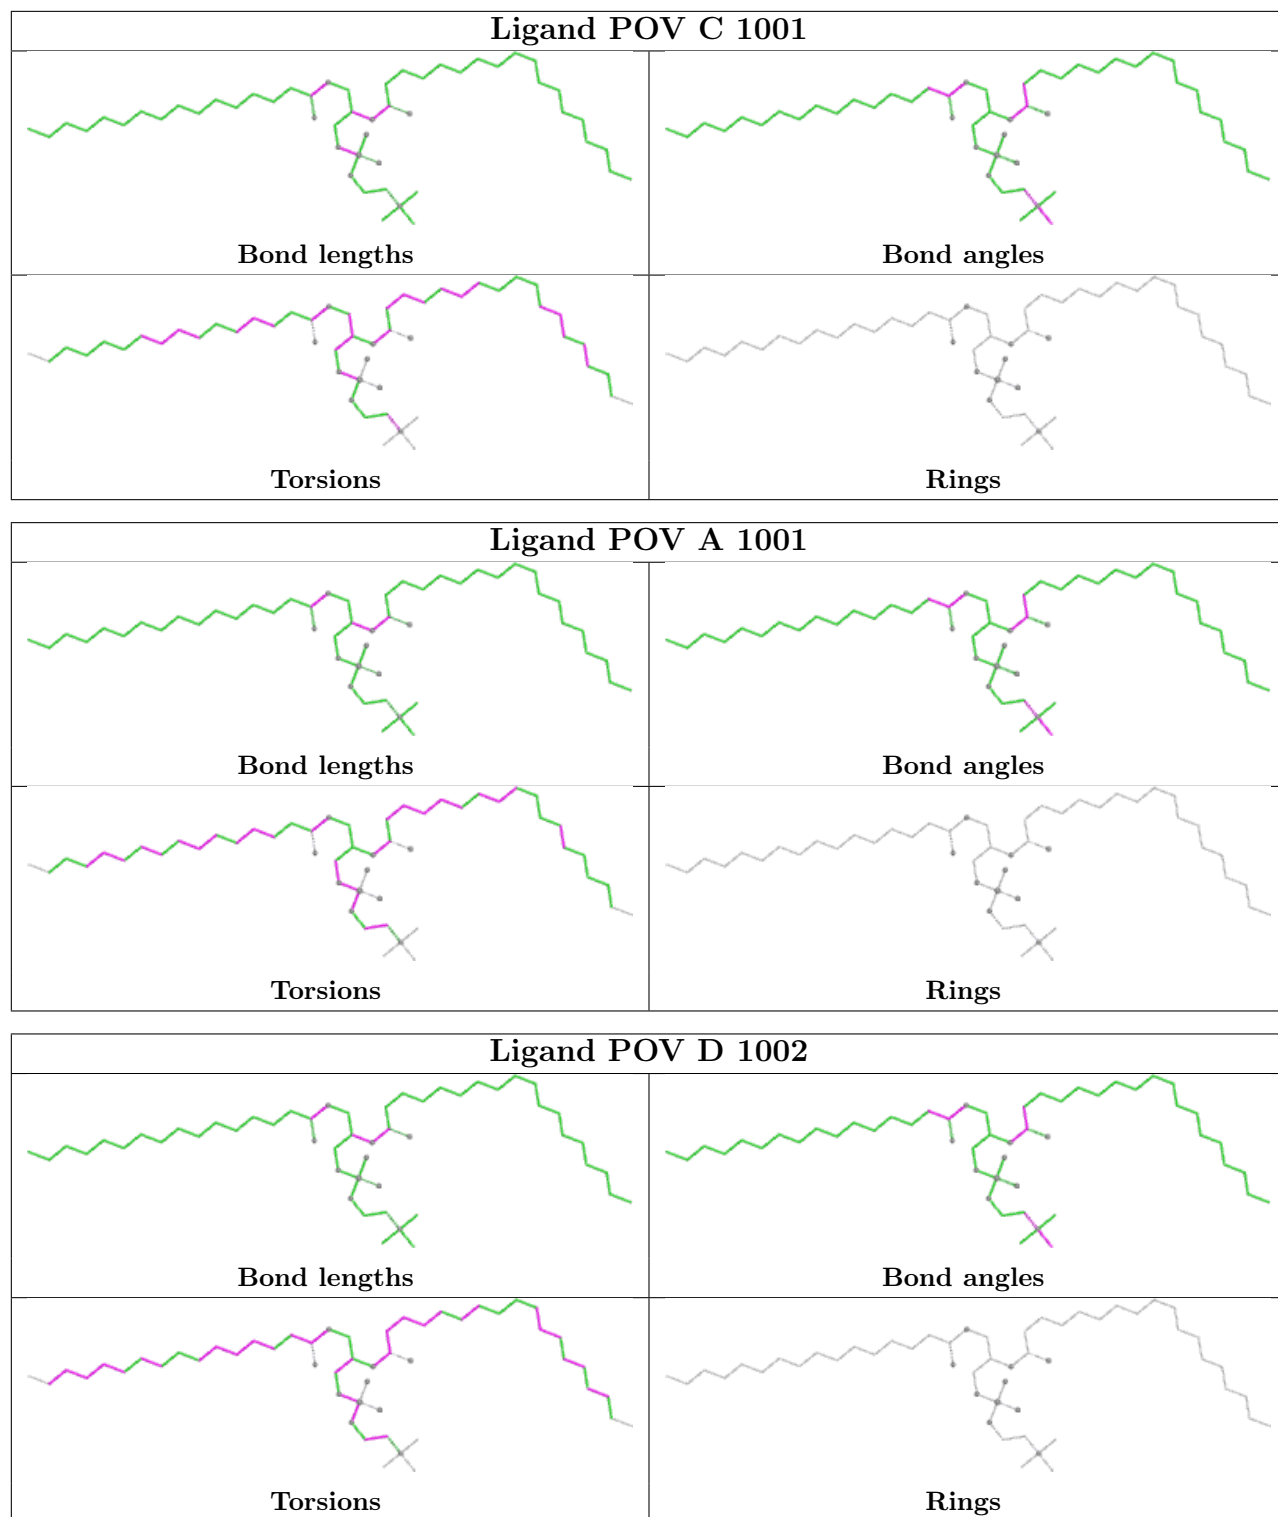 Ligand POV C 1001
Bond lengths
Bond angles
Torsions
Rings
Ligand POV A 1001
Bond lengths
Bond angles
Torsions
Rings
Ligand POV D 1002
Bond lengths
Bond angles
Torsions
Rings